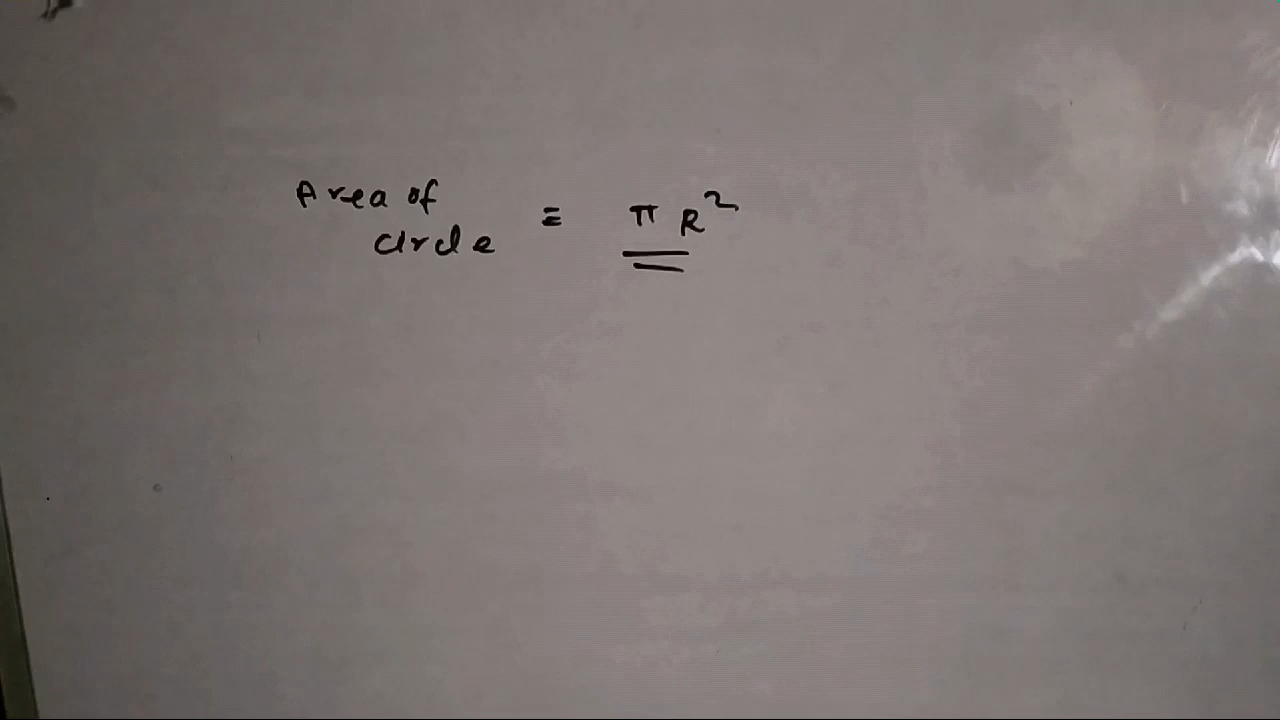 Area of
circle = π R²